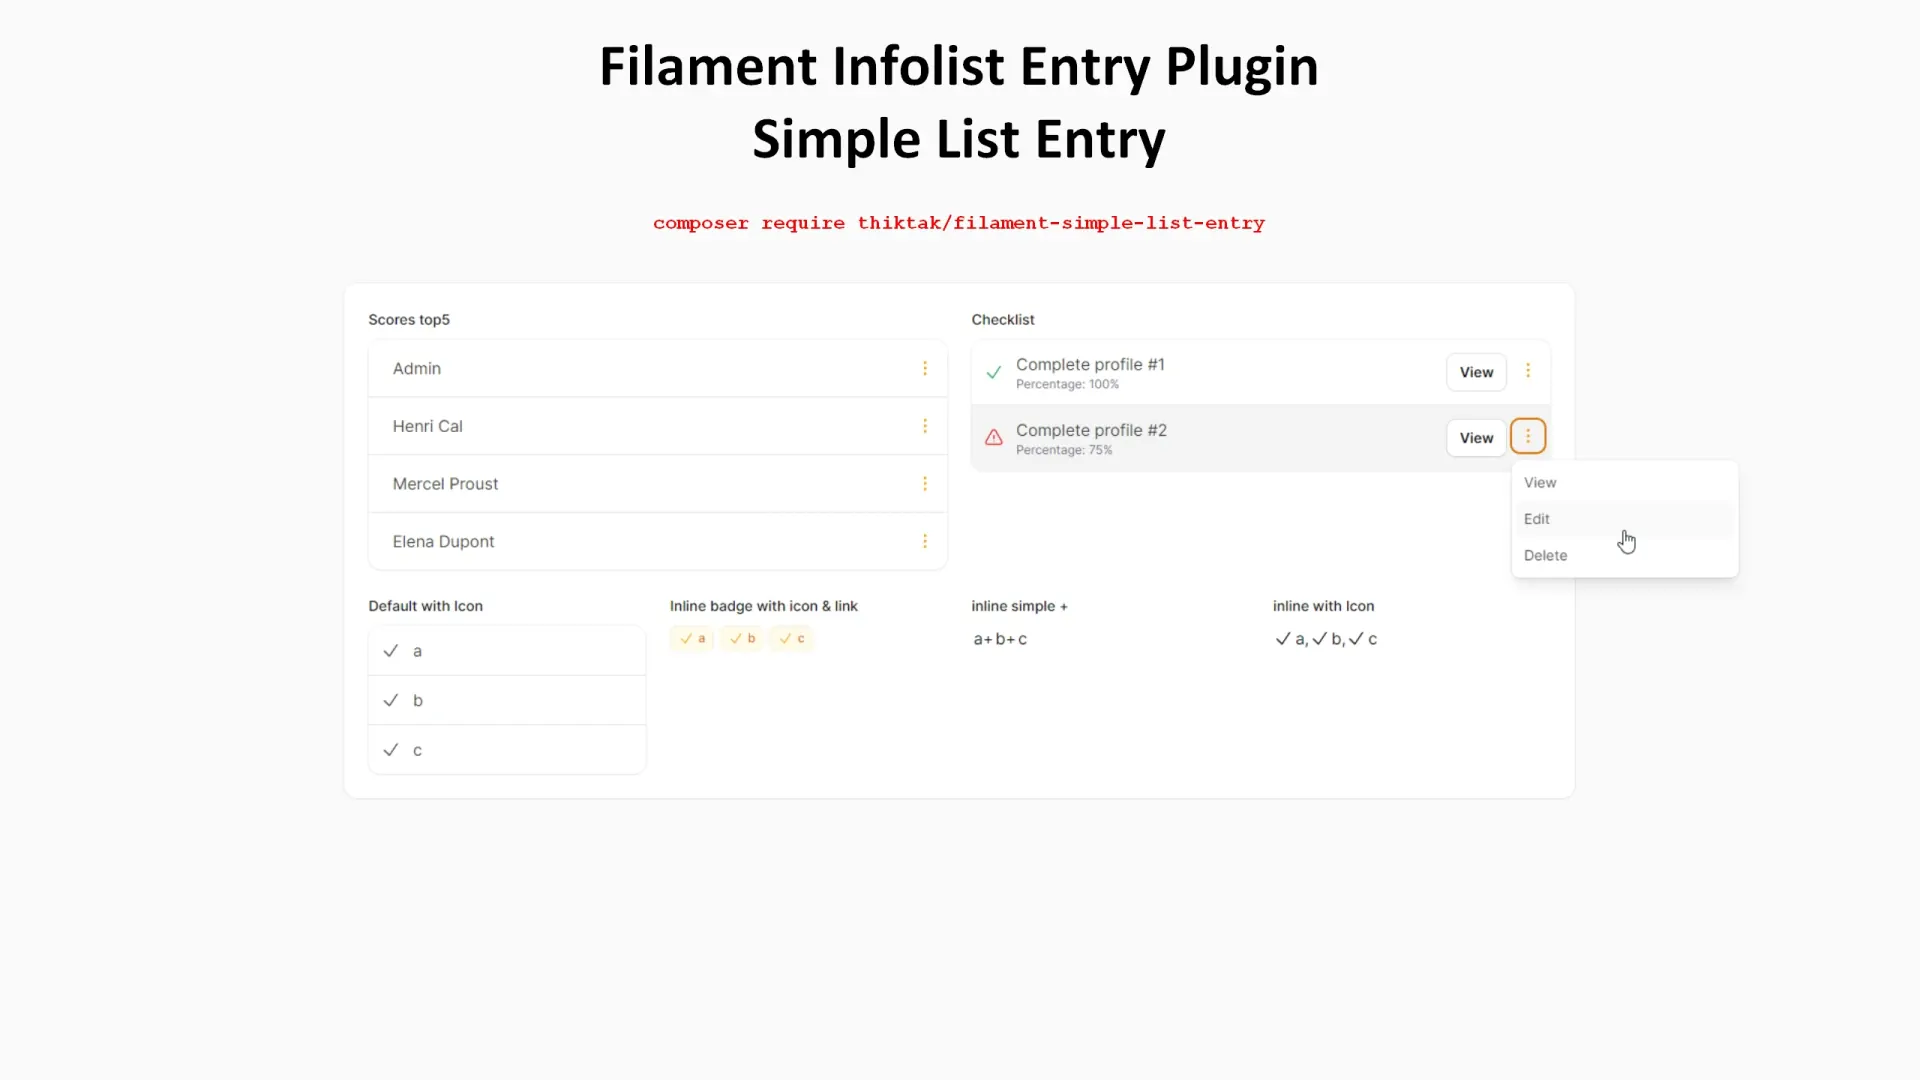 Filament Infolist Entry Plugin
Simple List Entry
composer require thiktak/filament-simple-list-entry
Scores top5
Admin
Henri Cal
Mercel Proust
Elena Dupont
Checklist
Complete profile #1
Percentage: 100%
View
Complete profile #2
Percentage: 75%
View
View
Edit
Delete
Default with Icon
a
b
c
Inline badge with icon & link
a b c
inline simple +
a+ b+ c
inline with Icon
a, b, c